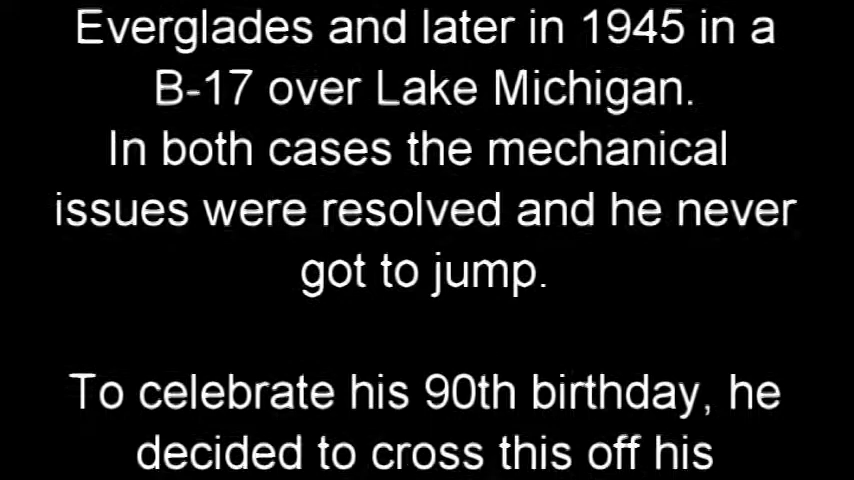 Everglades and later in 1945 in a
B-17 over Lake Michigan.
In both cases the mechanical
issues were resolved and he never
got to jump.
To celebrate his 90th birthday, he
decided to cross this off his